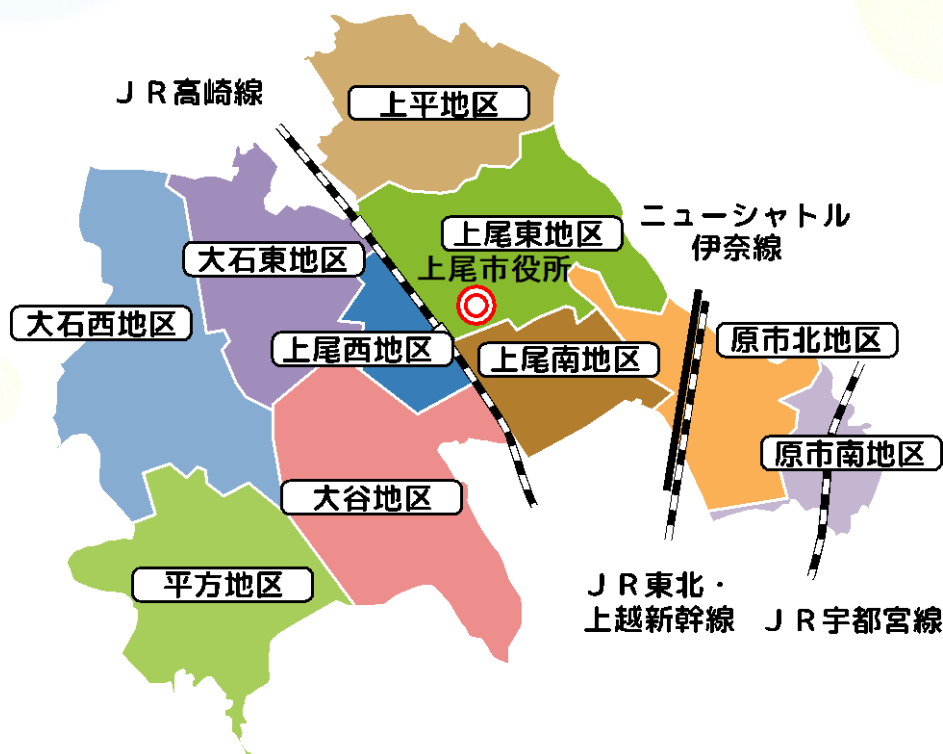 上平地区
ＪＲ高崎線
ニューシャトル
伊奈線
上尾東地区
大石東地区
上尾市役所
大石西地区
上尾西地区
上尾南地区
原市北地区
原市南地区
大谷地区
平方地区
ＪＲ東北・
上越新幹線
ＪＲ宇都宮線